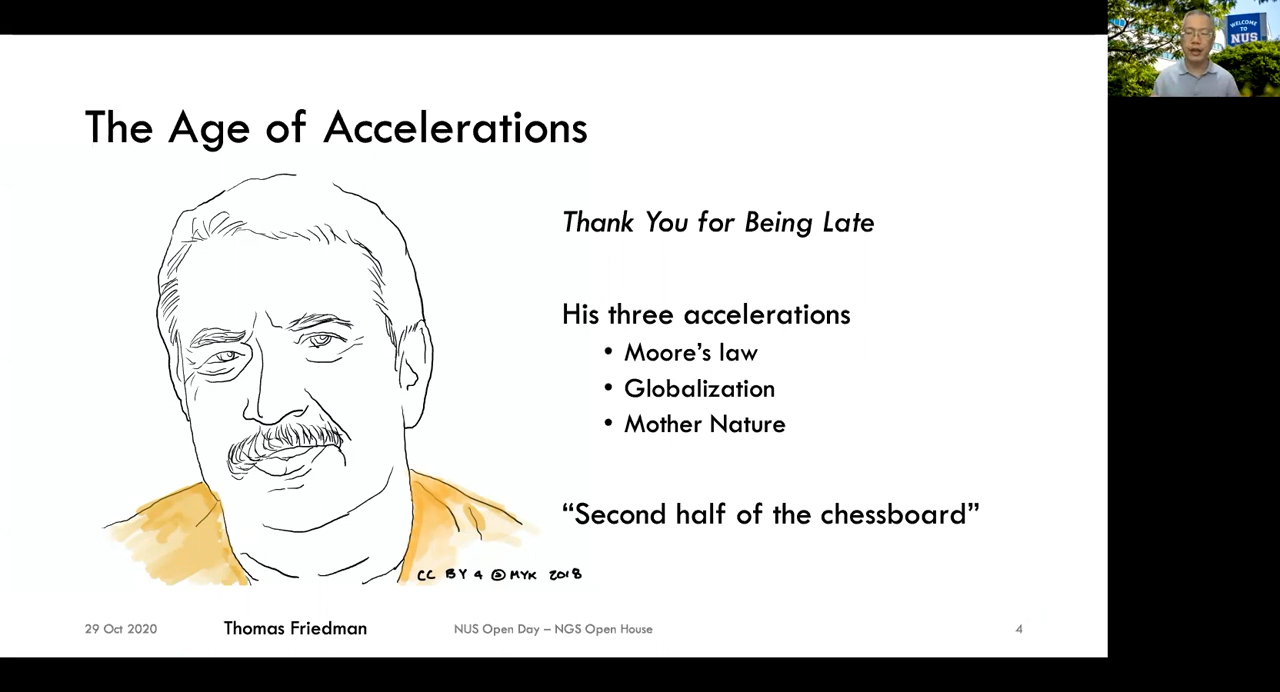 The Age of Accelerations
Thank You for Being Late
His three accelerations
• Moore’s law
• Globalization
• Mother Nature
“Second half of the chessboard”
CC BY 4 @MYK 2018
29 Oct 2020
Thomas Friedman
NUS Open Day – NGS Open House
4
WELCOME
TO
NUS